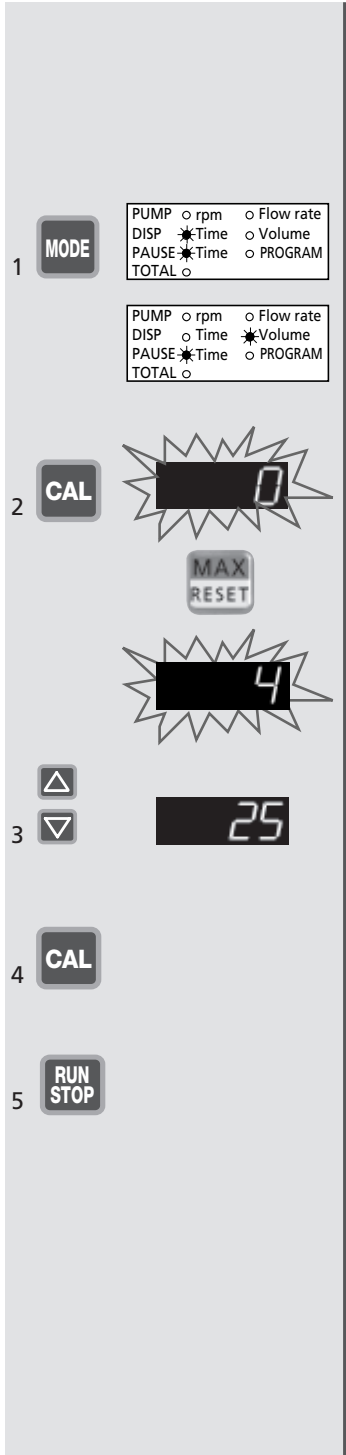 1 MODE
PUMP rpm Flow rate
DISP Time Volume
PAUSE Time PROGRAM
TOTAL
PUMP rpm Flow rate
DISP Time Volume
PAUSE Time PROGRAM
TOTAL
2 CAL 0
MAX
RESET
4
3 25
4 CAL
5 RUN
STOP